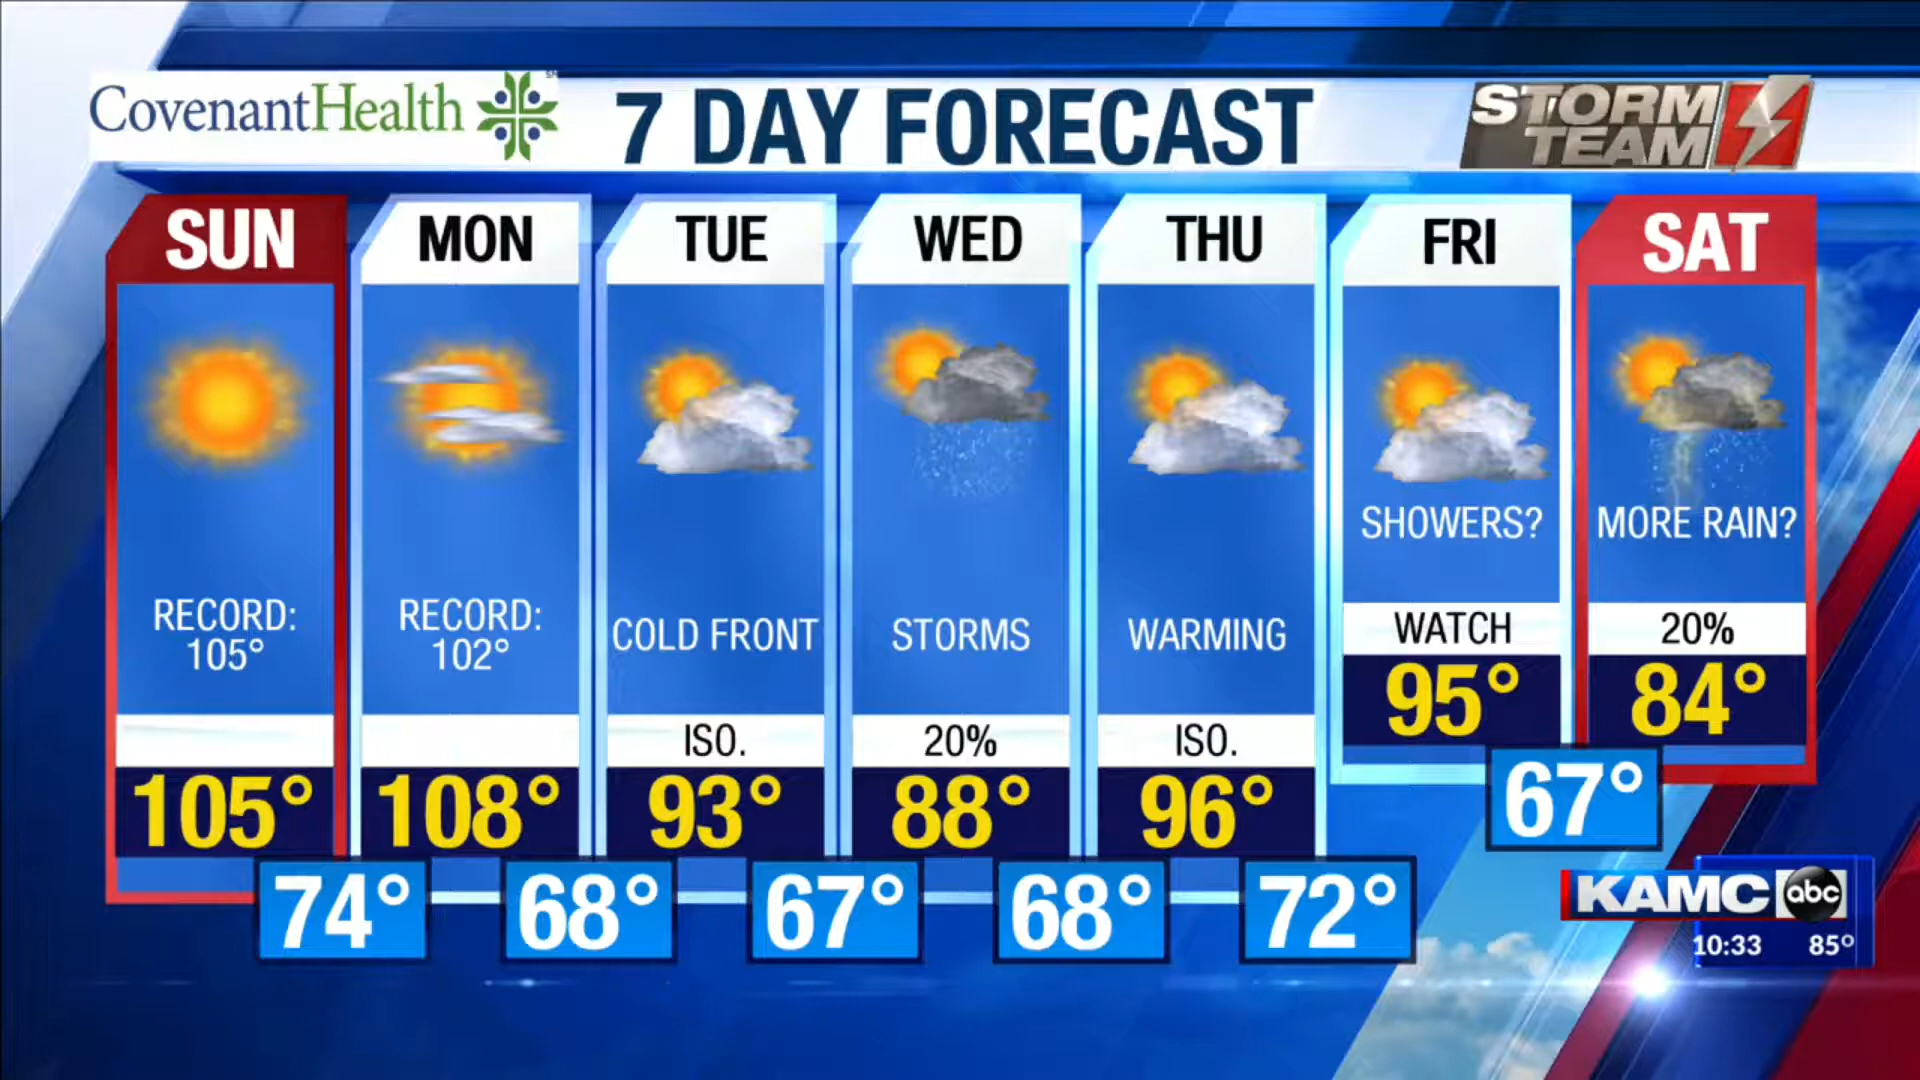 CovenantHealth SM
7 DAY FORECAST
STORM
TEAM
SUN
RECORD:
105°
105°
74°
MON
RECORD:
102°
108°
68°
TUE
COLD FRONT
ISO.
93°
67°
WED
STORMS
20%
88°
68°
THU
WARMING
ISO.
96°
72°
FRI
SHOWERS?
WATCH
95°
67°
SAT
MORE RAIN?
20%
84°
KAMC abc
10:33 85°